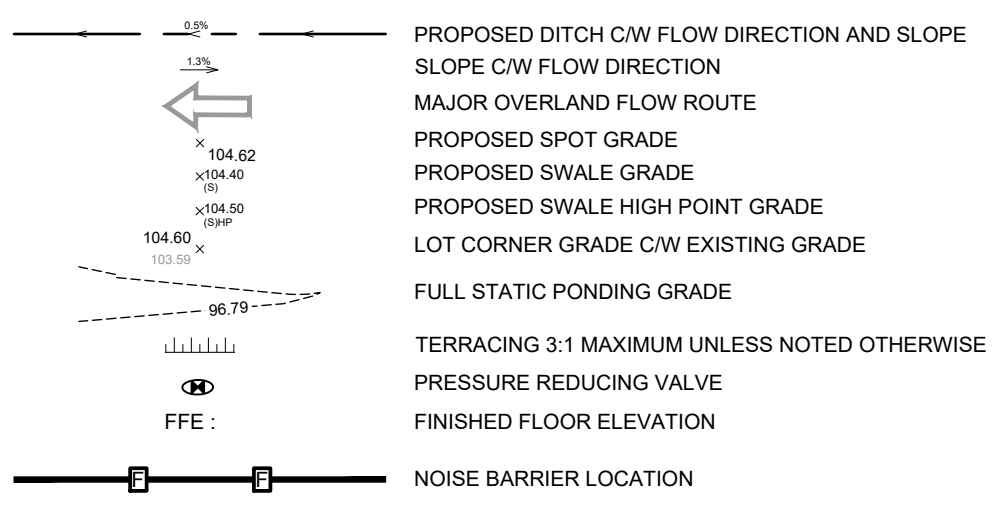 0.5%
PROPOSED DITCH C/W FLOW DIRECTION AND SLOPE
1.3%
SLOPE C/W FLOW DIRECTION
MAJOR OVERLAND FLOW ROUTE
104.62
PROPOSED SPOT GRADE
104.40
(S)
PROPOSED SWALE GRADE
104.50
(S)HP
PROPOSED SWALE HIGH POINT GRADE
104.60
103.59
LOT CORNER GRADE C/W EXISTING GRADE
96.79
FULL STATIC PONDING GRADE
TERRACING 3:1 MAXIMUM UNLESS NOTED OTHERWISE
PRESSURE REDUCING VALVE
FFE :
FINISHED FLOOR ELEVATION
F F
NOISE BARRIER LOCATION